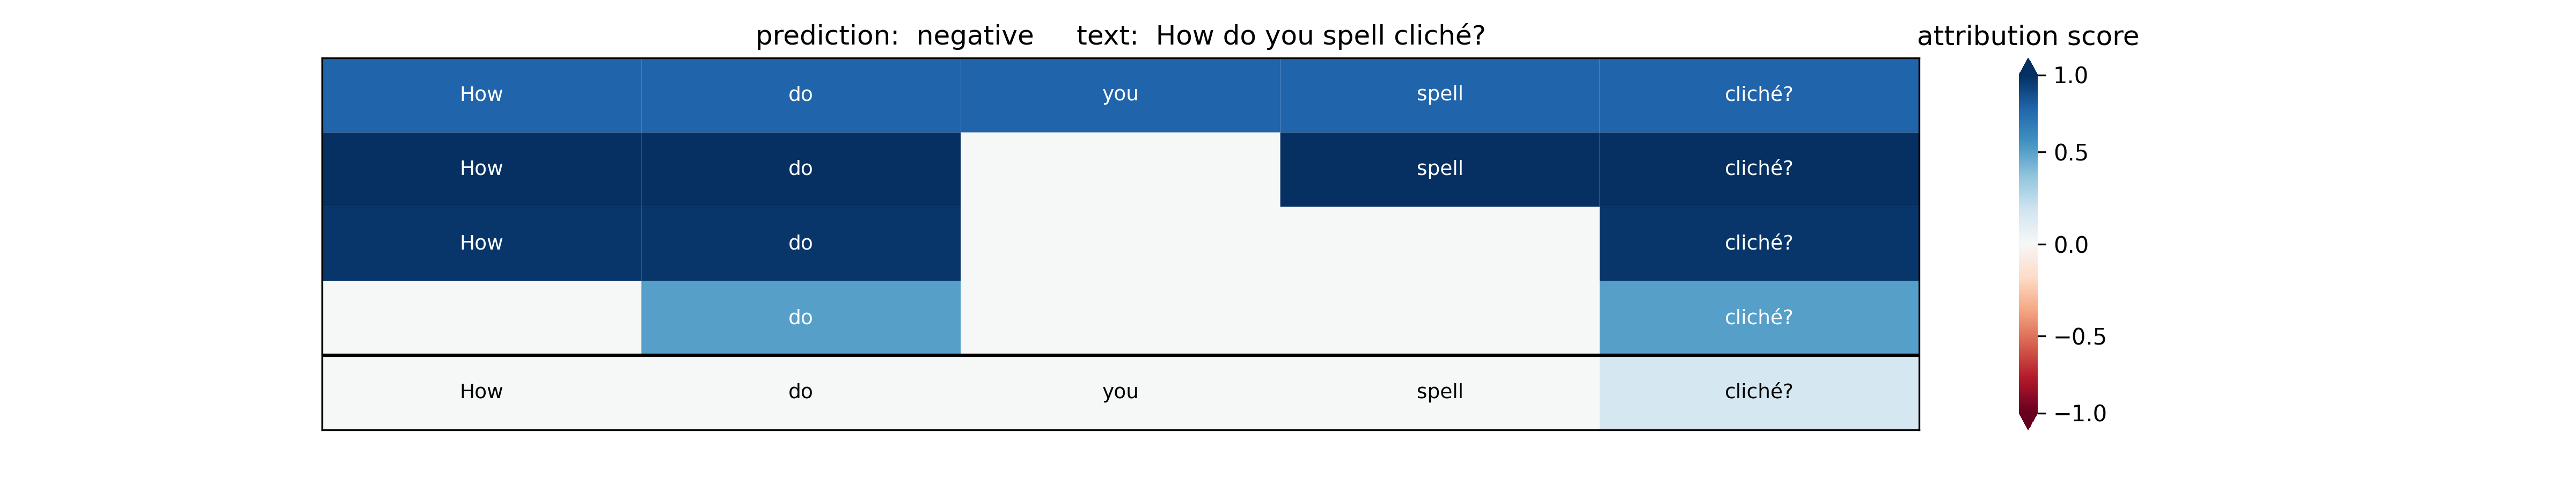 prediction:  negative     text:  How do you spell cliché?
attribution score
How do you spell cliché?
How do spell cliché?
How do cliché?
do cliché?
How do you spell cliché?
1.0
0.5
0.0
−0.5
−1.0